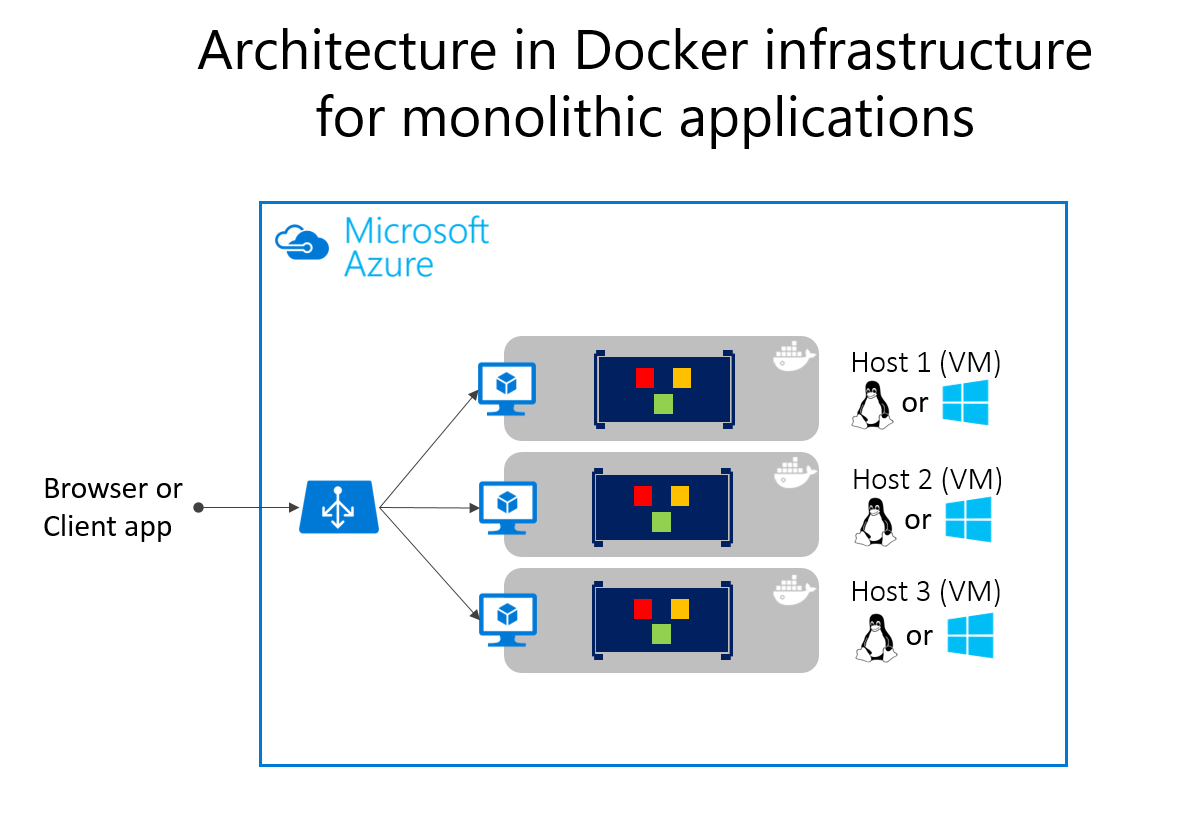 Architecture in Docker infrastructure
for monolithic applications
Microsoft
Azure
Browser or
Client app
Host 1 (VM)
or
Host 2 (VM)
or
Host 3 (VM)
or